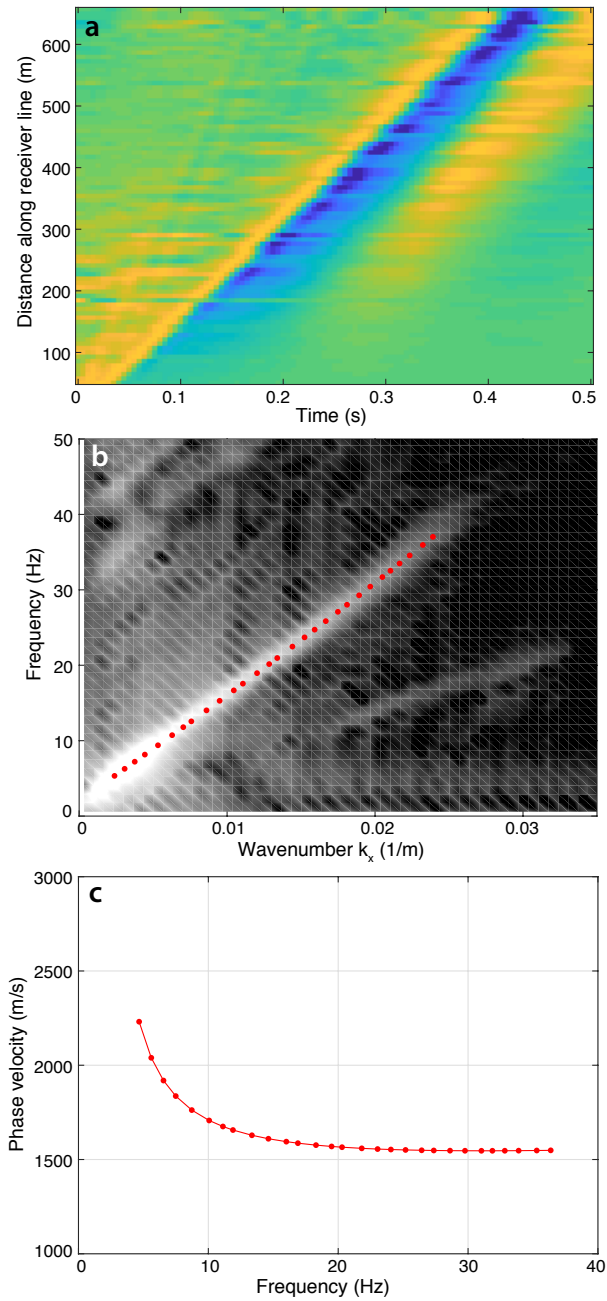 a
600
500
400
300
200
100
Distance along receiver line (m)
0 0.1 0.2 0.3 0.4 0.5
Time (s)
b
50
40
30
20
10
0
Frequency (Hz)
0 0.01 0.02 0.03
Wavenumber kₓ (1/m)
c
3000
2500
2000
1500
1000
Phase velocity (m/s)
0 10 20 30 40
Frequency (Hz)